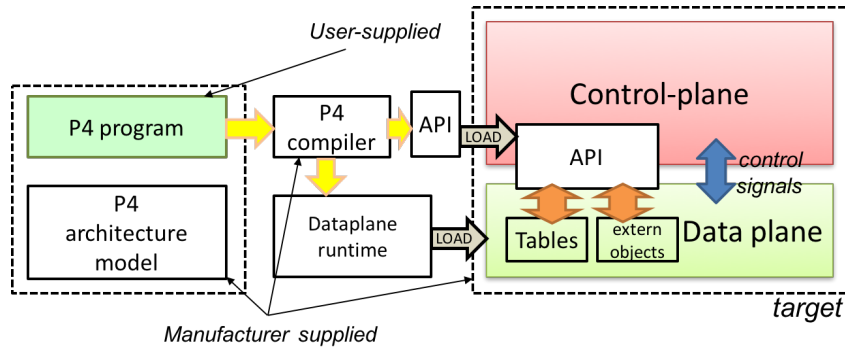 User-supplied
P4 program
P4
compiler
API
LOAD
Control-plane
API
control
signals
P4
architecture
model
Dataplane
runtime
LOAD
Tables
extern
objects
Data plane
Manufacturer supplied
target